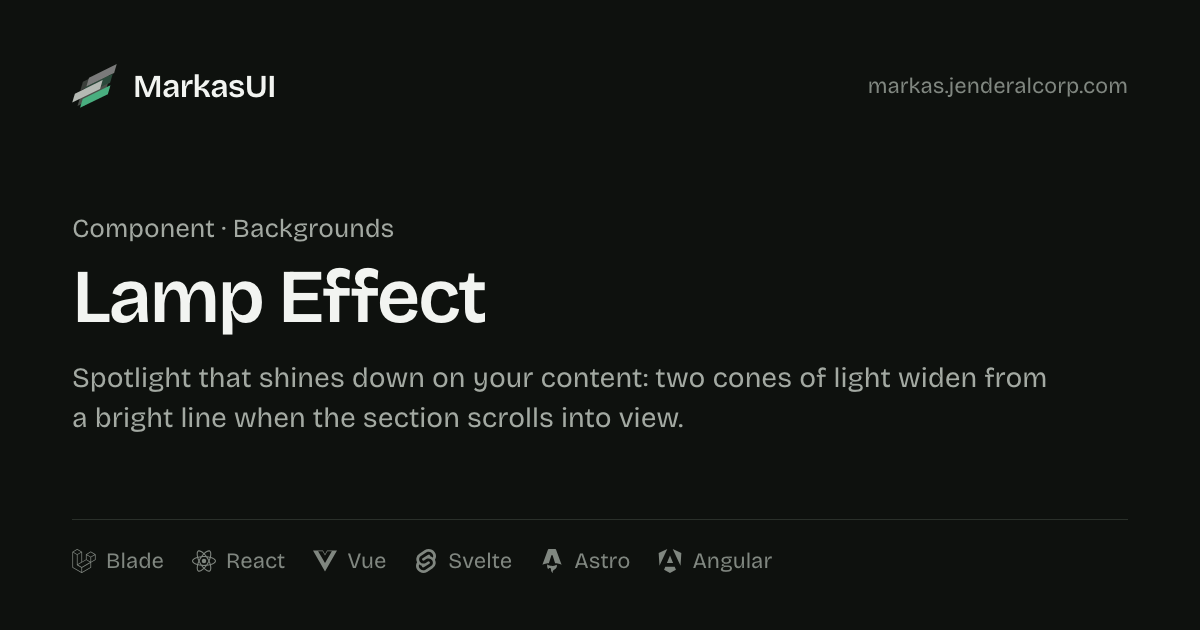 MarkasUI
markas.jenderalcorp.com
Component · Backgrounds
Lamp Effect
Spotlight that shines down on your content: two cones of light widen from
a bright line when the section scrolls into view.
Blade React Vue Svelte Astro Angular